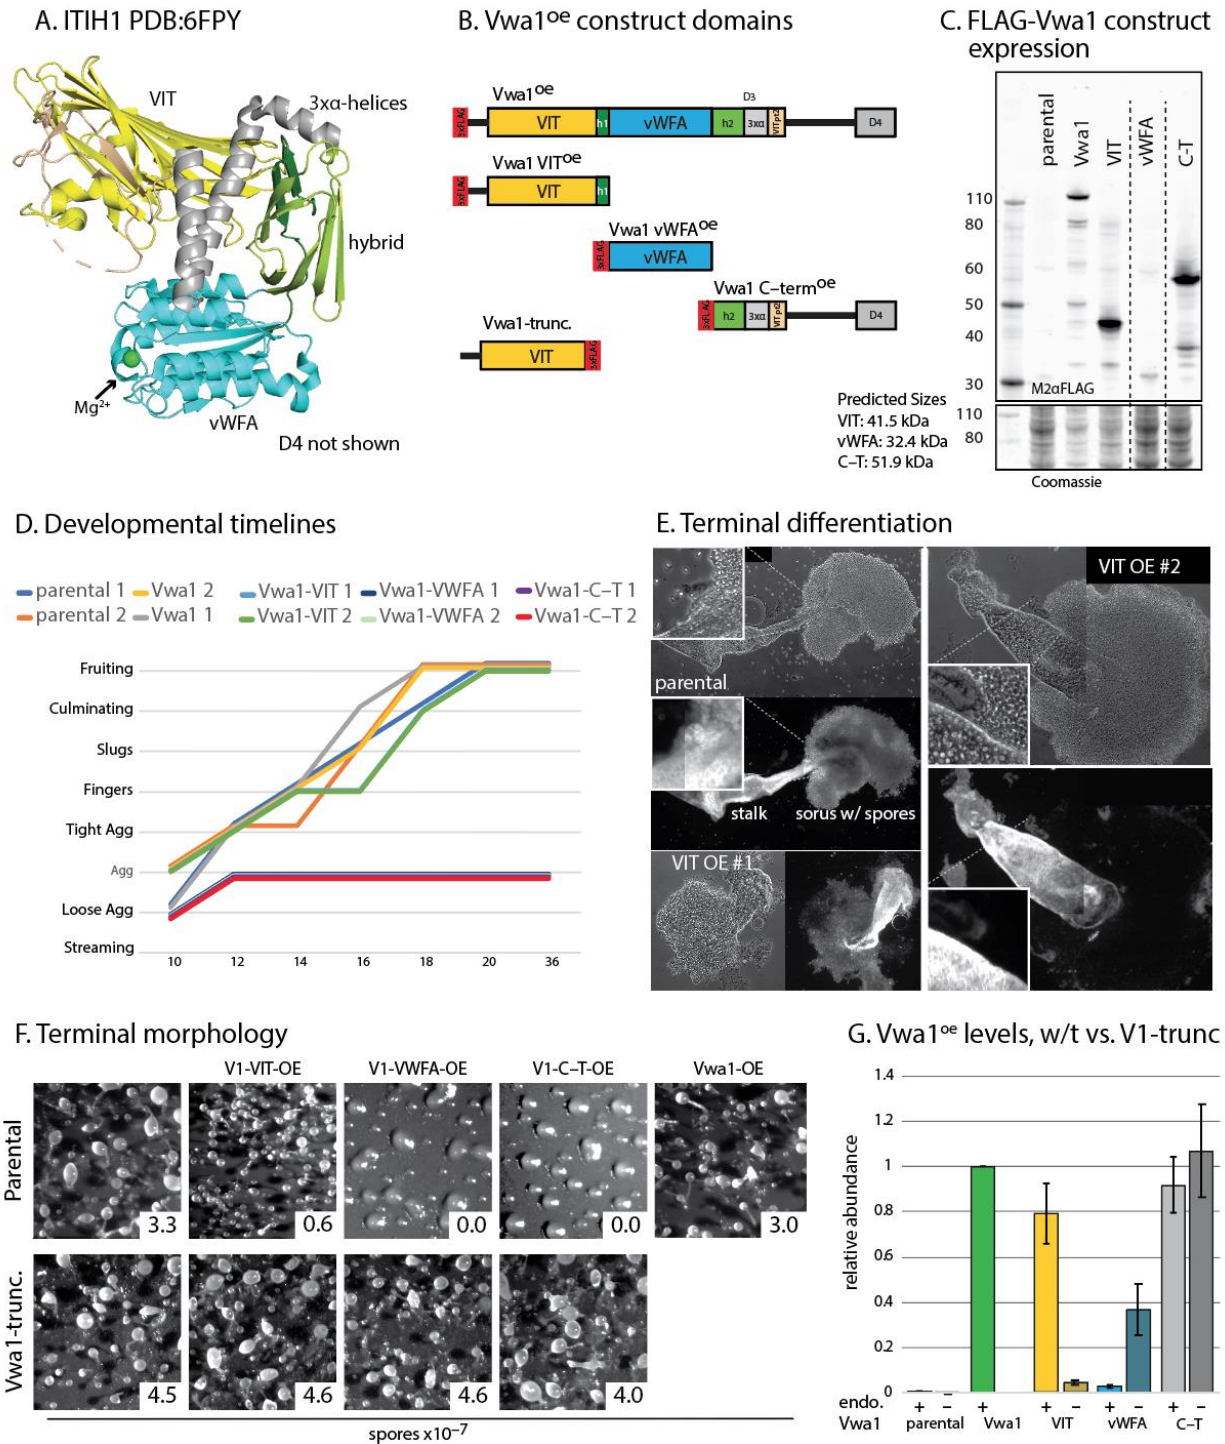 A. ITIH1 PDB:6FPY
VIT
3xα-helices
hybrid
Mg2+
vWFA
D4 not shown
B. Vwa1oe construct domains
Vwa1oe
D3
3xFLAG VIT h1 vWFA h2 3xα VITpt2 D4
Vwa1 VIToe
3xFLAG VIT h1
Vwa1 vWFAoe
3xFLAG vWFA
Vwa1 C–termoe
3xFLAG h2 3xα VITpt2 D4
Vwa1-trunc.
VIT
C. FLAG-Vwa1 construct
expression
parental Vwa1 VIT vWFA C-T
110
80
60
50
40
30
M2αFLAG
110
80
Coomassie
Predicted Sizes
VIT: 41.5 kDa
vWFA: 32.4 kDa
C–T: 51.9 kDa
D. Developmental timelines
parental 1 Vwa1 2 Vwa1-VIT 1 Vwa1-VWFA 1 Vwa1-C–T 1
parental 2 Vwa1 1 Vwa1-VIT 2 Vwa1-VWFA 2 Vwa1-C–T 2
Fruiting
Culminating
Slugs
Fingers
Tight Agg
Agg
Loose Agg
Streaming
10 12 14 16 18 20 36
E. Terminal differentiation
parental
stalk sorus w/ spores
VIT OE #1
VIT OE #2
F. Terminal morphology
V1-VIT-OE V1-VWFA-OE V1-C–T-OE Vwa1-OE
Parental
3.3 0.6 0.0 0.0 3.0
Vwa1-trunc.
4.5 4.6 4.6 4.0
spores x10−7
G. Vwa1oe levels, w/t vs. V1-trunc
relative abundance
1.4
1.2
1
0.8
0.6
0.4
0.2
0
endo. + − + + − + − + −
Vwa1 parental Vwa1 VIT vWFA C–T